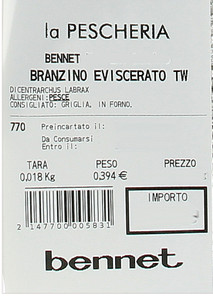 la PESCHERIA
BENNET
BRANZINO EVISCERATO TW
DICENTRARCHUS LABRAX
ALLERGENI: PESCE
CONSIGLIATO: GRIGLIA, IN FORNO.
770 Preincartato il:
Da Consumarsi
Entro il:
TARA PESO PREZZO
0,018 Kg 0,394 €
IMPORTO
2 147700 005831
bennet